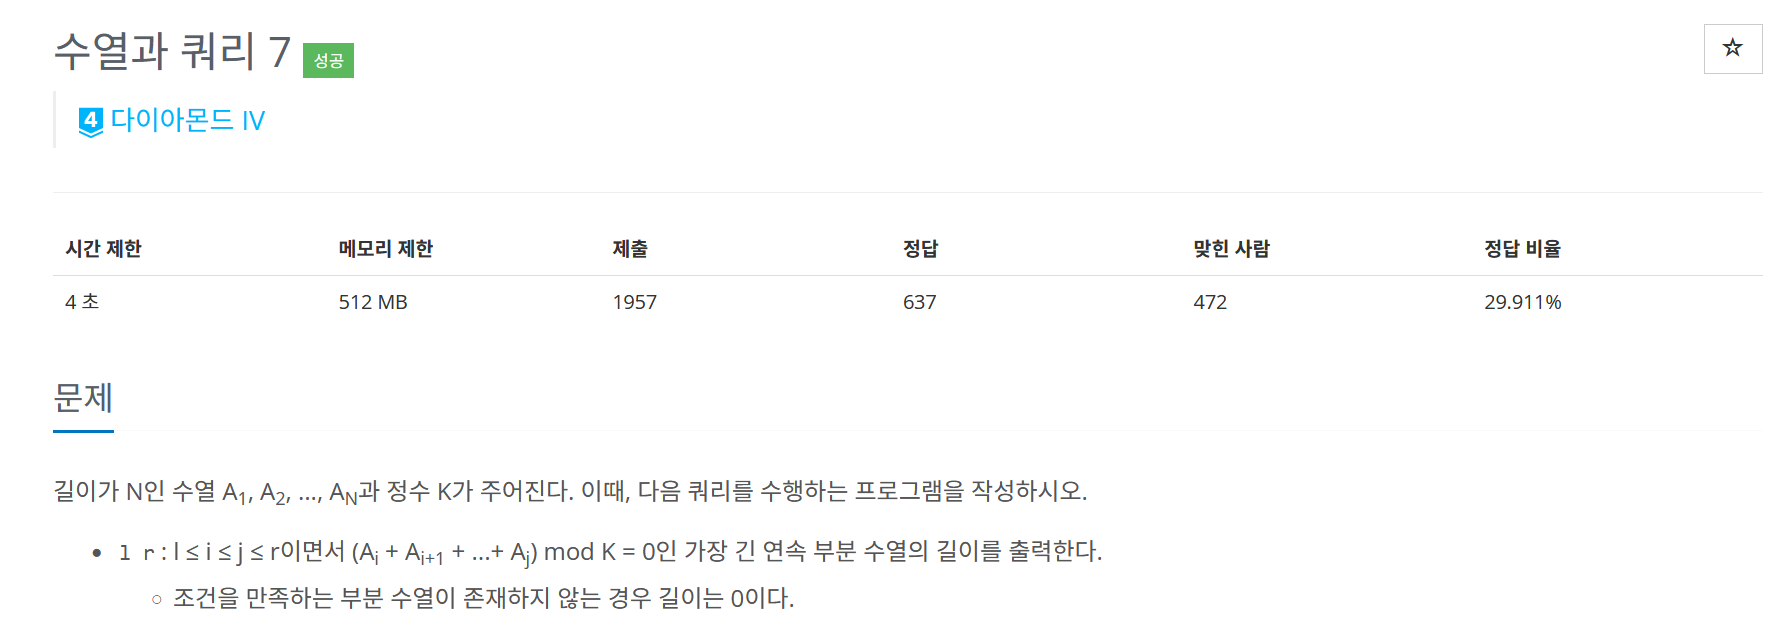 수열과 쿼리 7 성공
4 다이아몬드 IV
시간 제한 메모리 제한 제출 정답 맞힌 사람 정답 비율
4 초 512 MB 1957 637 472 29.911%
문제
길이가 N인 수열 A1, A2, ..., AN과 정수 K가 주어진다. 이때, 다음 쿼리를 수행하는 프로그램을 작성하시오.
• l r : l ≤ i ≤ j ≤ r이면서 (Ai + Ai+1 + ...+ Aj) mod K = 0인 가장 긴 연속 부분 수열의 길이를 출력한다.
○ 조건을 만족하는 부분 수열이 존재하지 않는 경우 길이는 0이다.